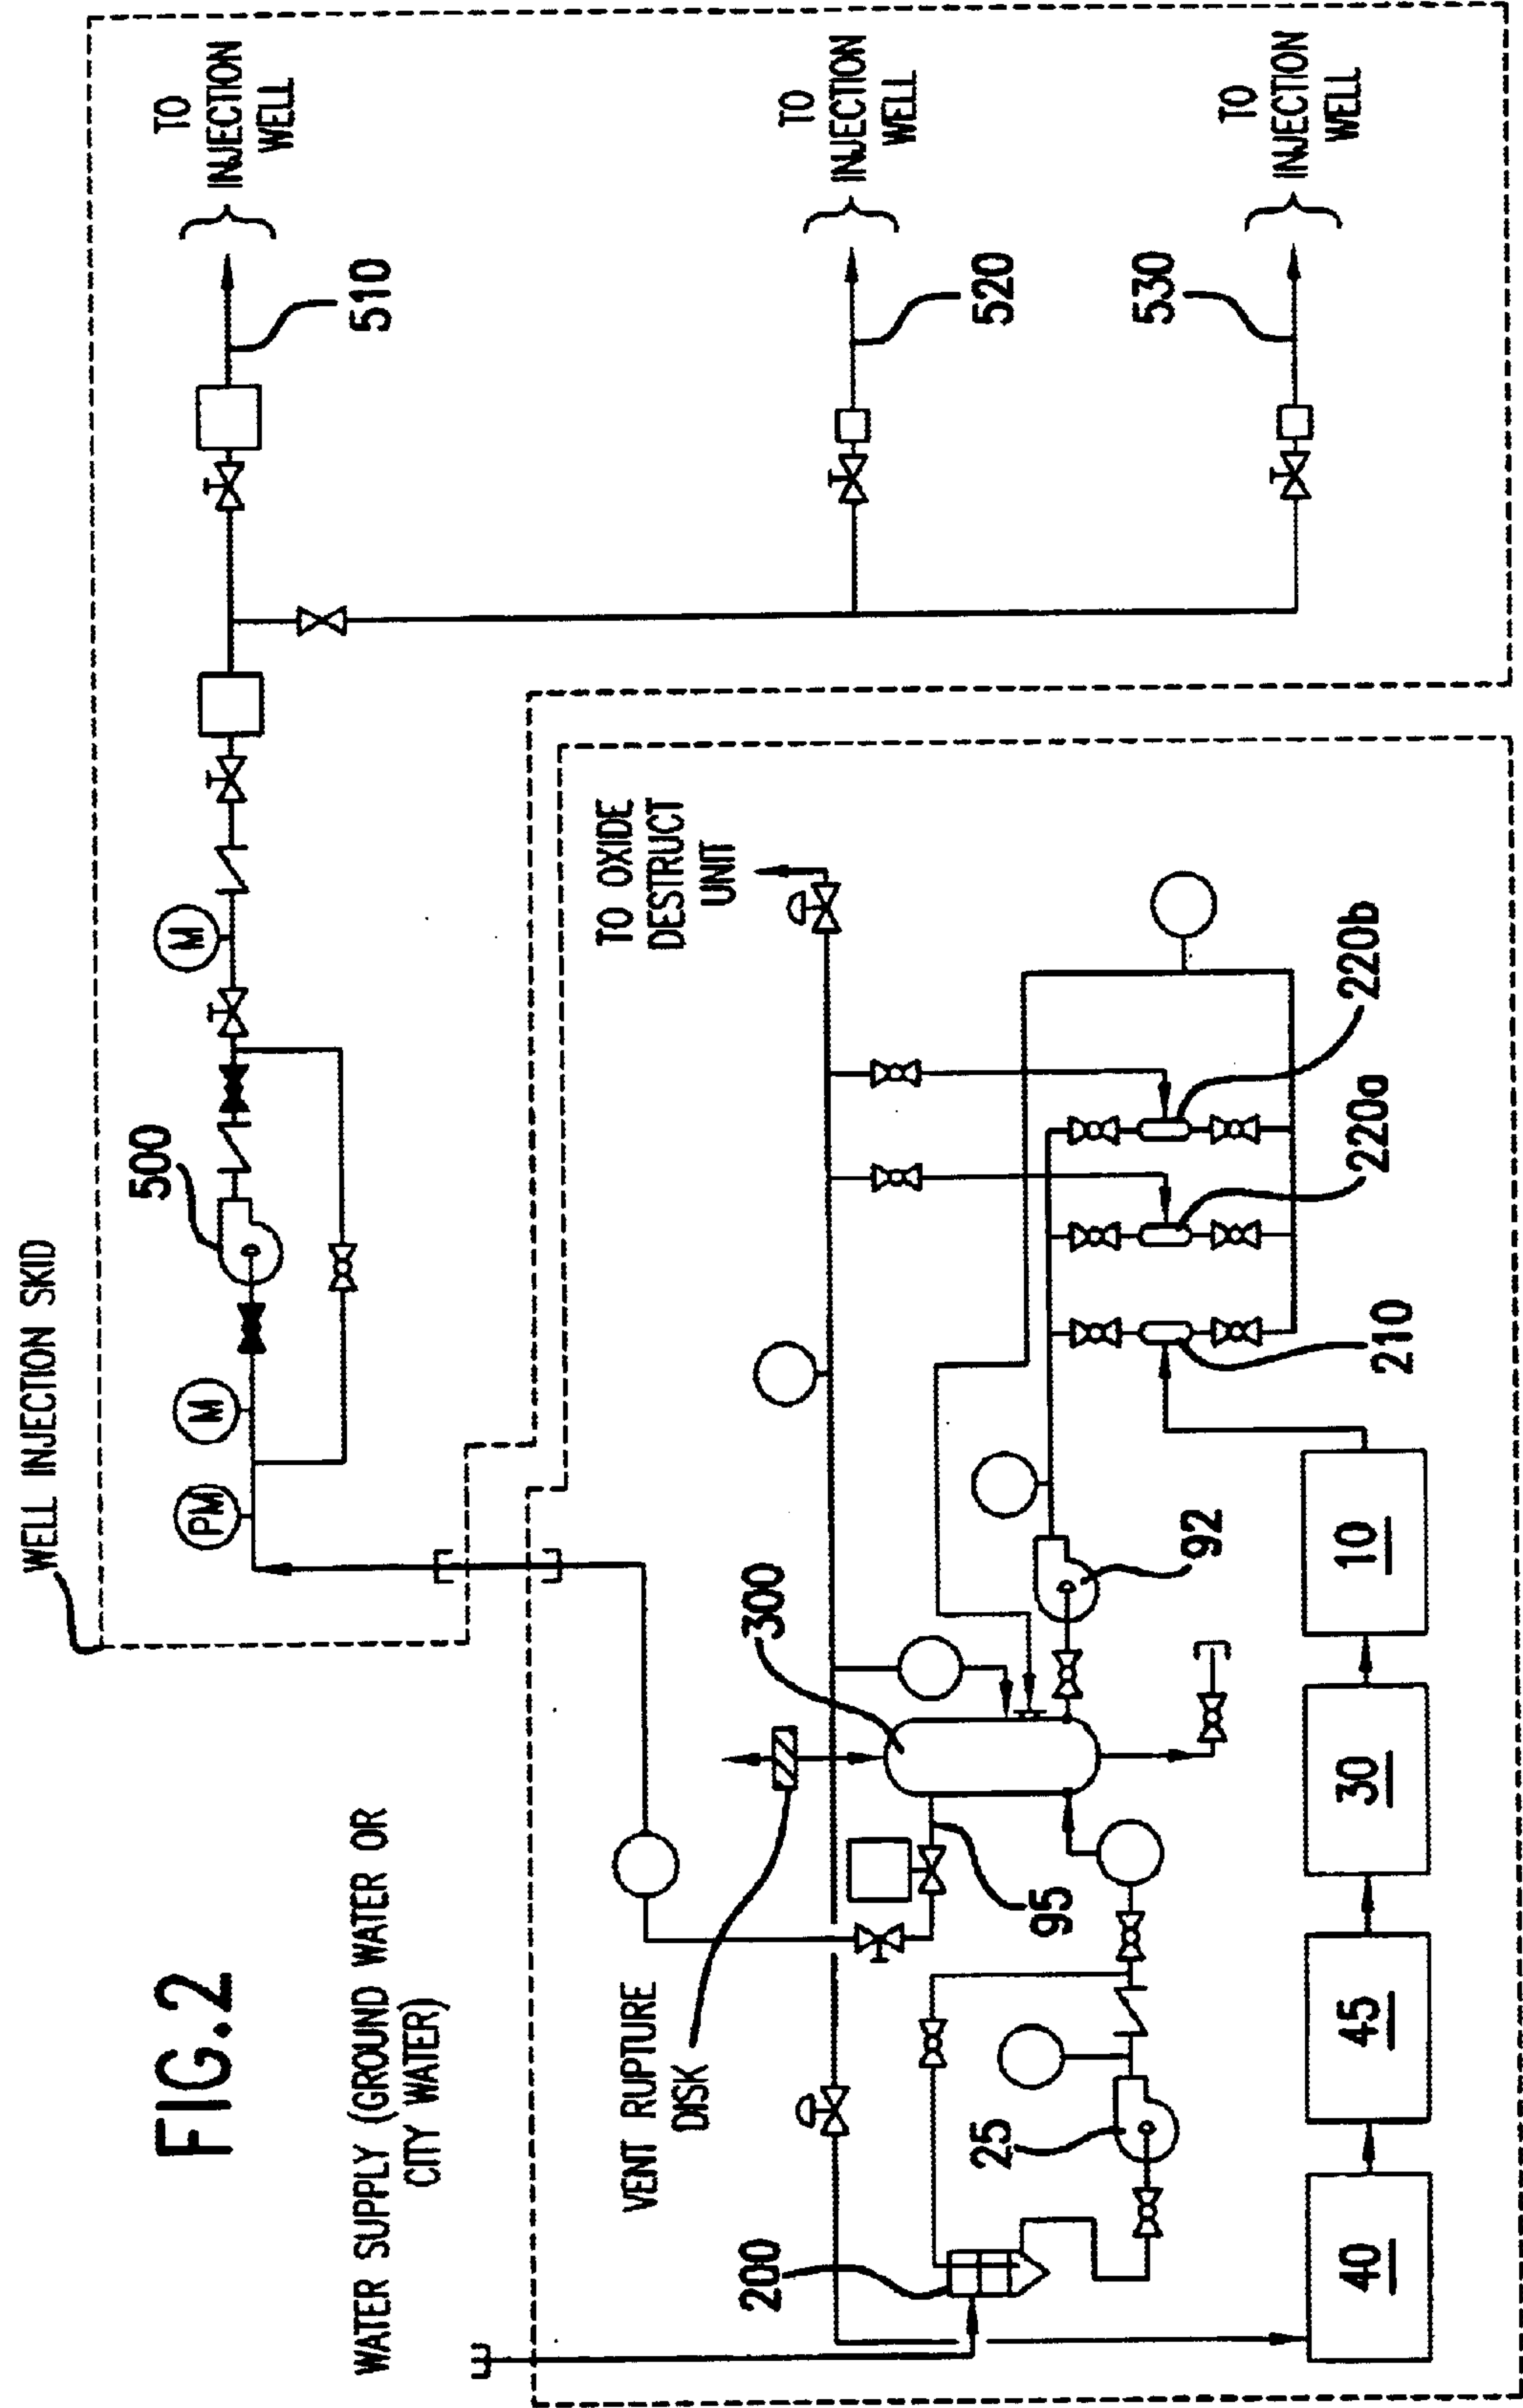 FIG.2
WELL INJECTION SKID
WATER SUPPLY (GROUND WATER OR
CITY WATER)
PM
M
500
M
TO
INJECTION
WELL
510
TO
INJECTION
WELL
520
TO
INJECTION
WELL
530
VENT RUPTURE
DISK
300
TO OXIDE
DESTRUCT
UNIT
200
25
95
92
210
220a
220b
40
45
30
10